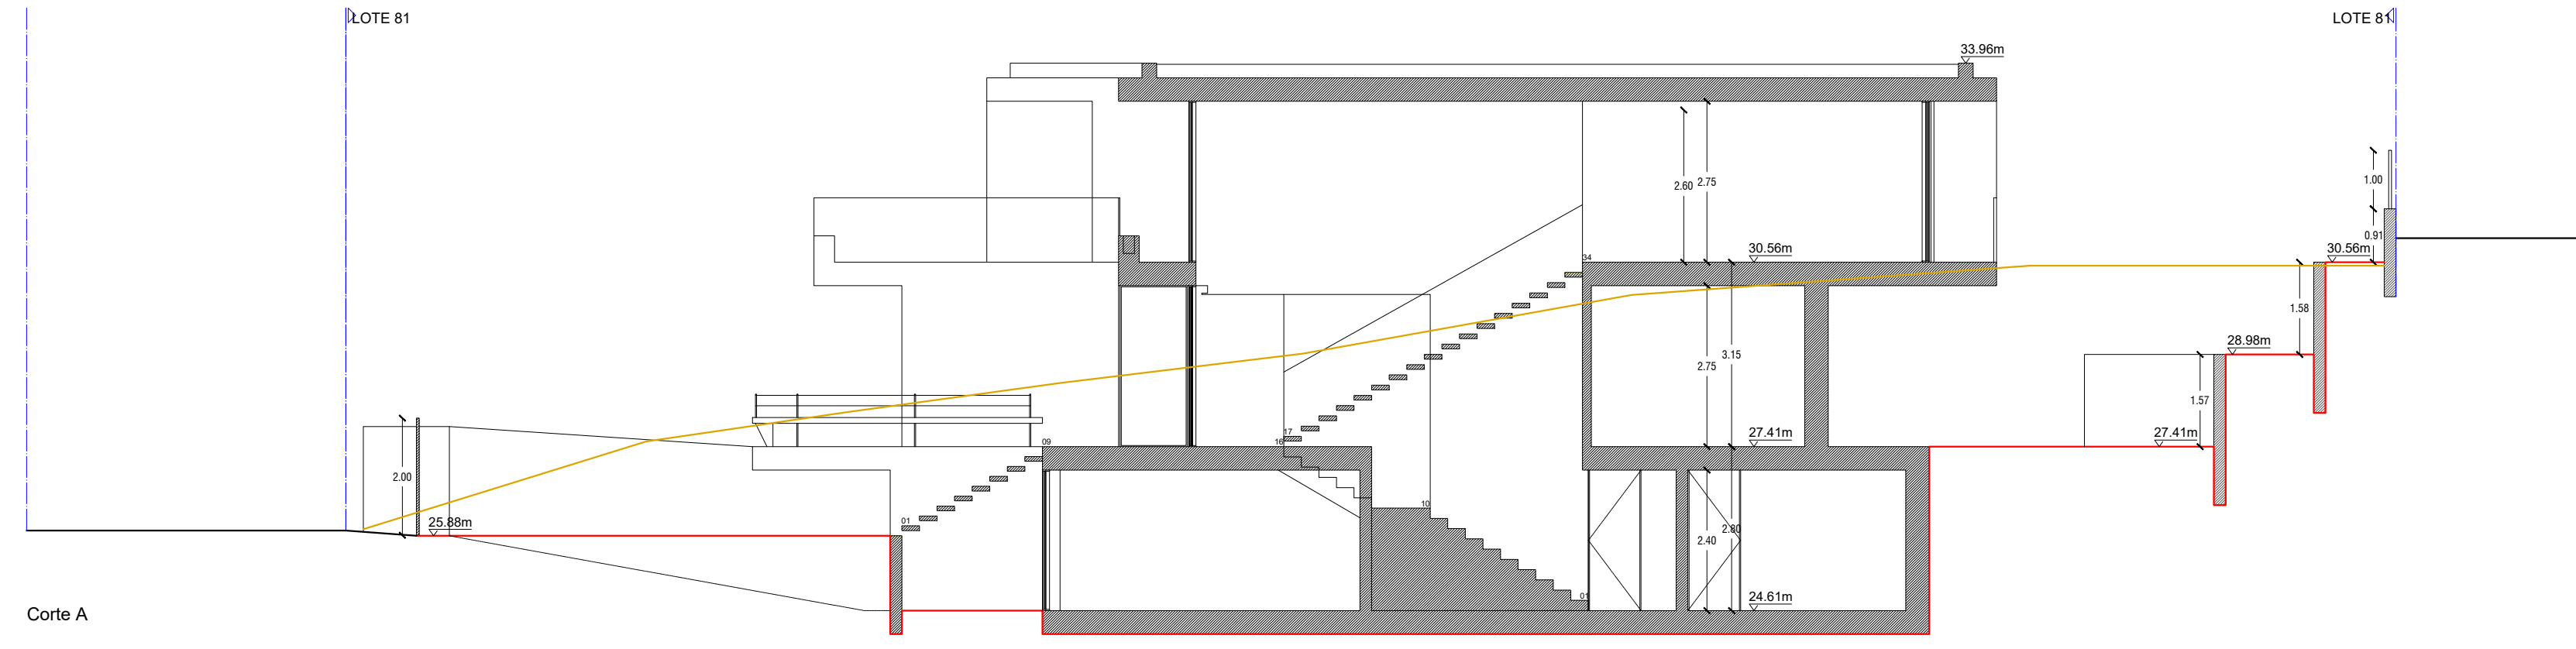 LOTE 81
LOTE 81
33.96m
1.00
2.60
2.75
0.91
30.56m
30.56m
34
1.58
28.98m
3.15
2.75
1.57
17
16
09
27.41m
27.41m
2.00
10
25.88m
01
2.80
2.40
01
24.61m
Corte A